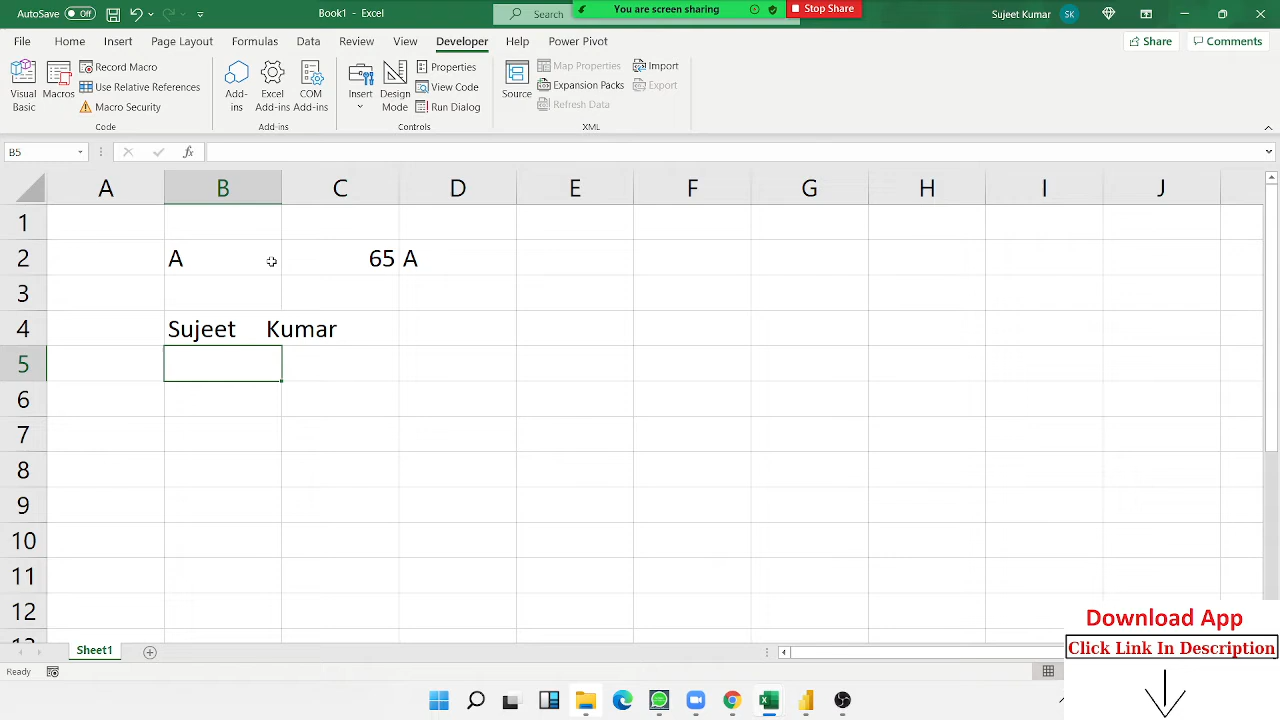 AutoSave Off Book1 - Excel Search You are screen sharing Stop Share Sujeet Kumar SK
File Home Insert Page Layout Formulas Data Review View Developer Help Power Pivot Share Comments
Visual Basic Macros Record Macro Use Relative References Macro Security Add-ins Excel Add-ins COM Add-ins Insert Design Mode Properties View Code Run Dialog Source Map Properties Expansion Packs Refresh Data Import Export
Code Add-ins Controls XML
B5 fx
A B C D E F G H I J
1
2 A 65 A
3
4 Sujeet Kumar
5
6
7
8
9
10
11
12
Download App
Click Link In Description
Sheet1
Ready